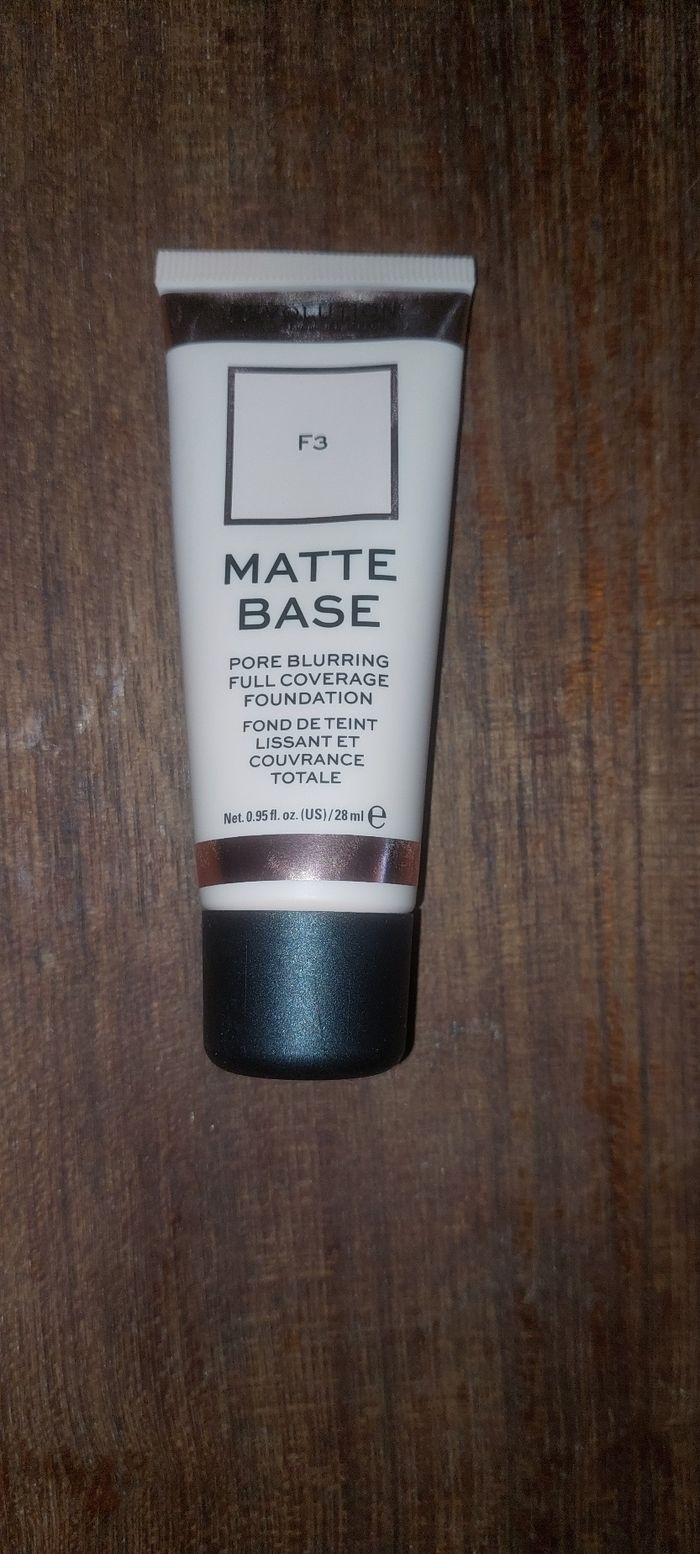 REVOLUTION
F3
MATTE
BASE
PORE BLURRING
FULL COVERAGE
FOUNDATION
FOND DE TEINT
LISSANT ET
COUVRANCE
TOTALE
Net. 0.95 fl. oz. (US) / 28 ml ℮